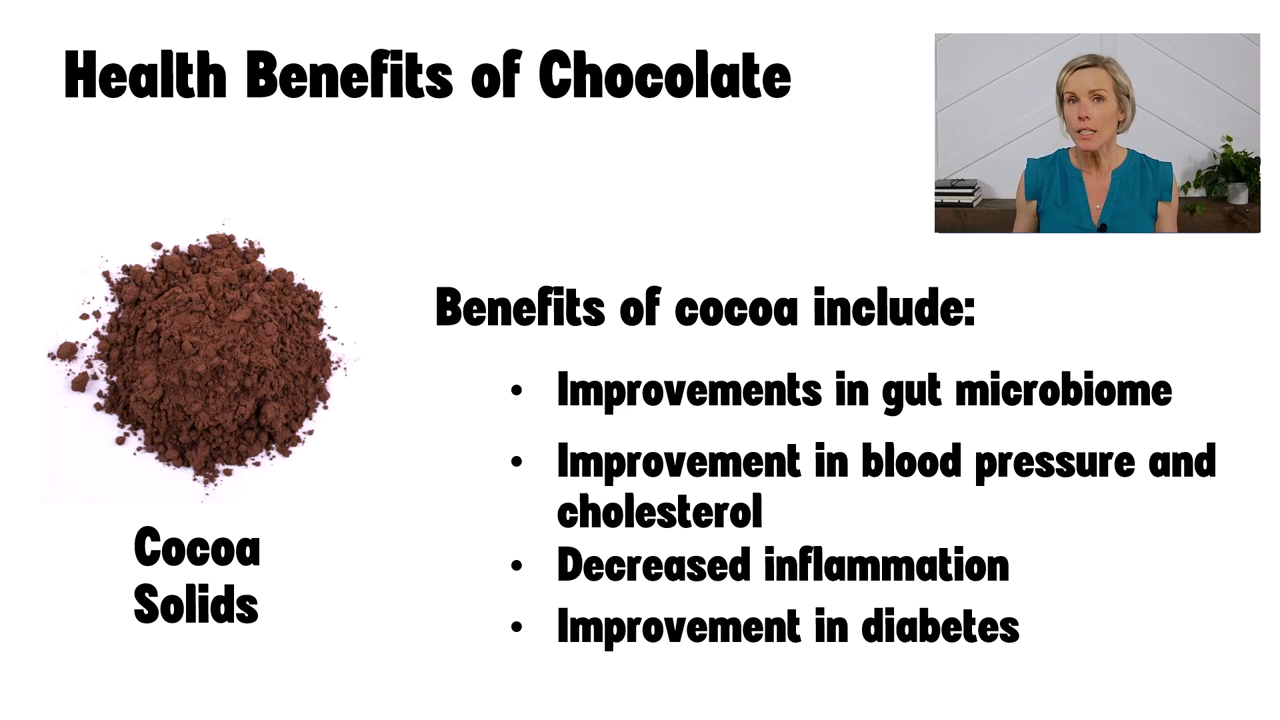 Health Benefits of Chocolate
Benefits of cocoa include:
• Improvements in gut microbiome
• Improvement in blood pressure and
cholesterol
• Decreased inflammation
• Improvement in diabetes
Cocoa
Solids